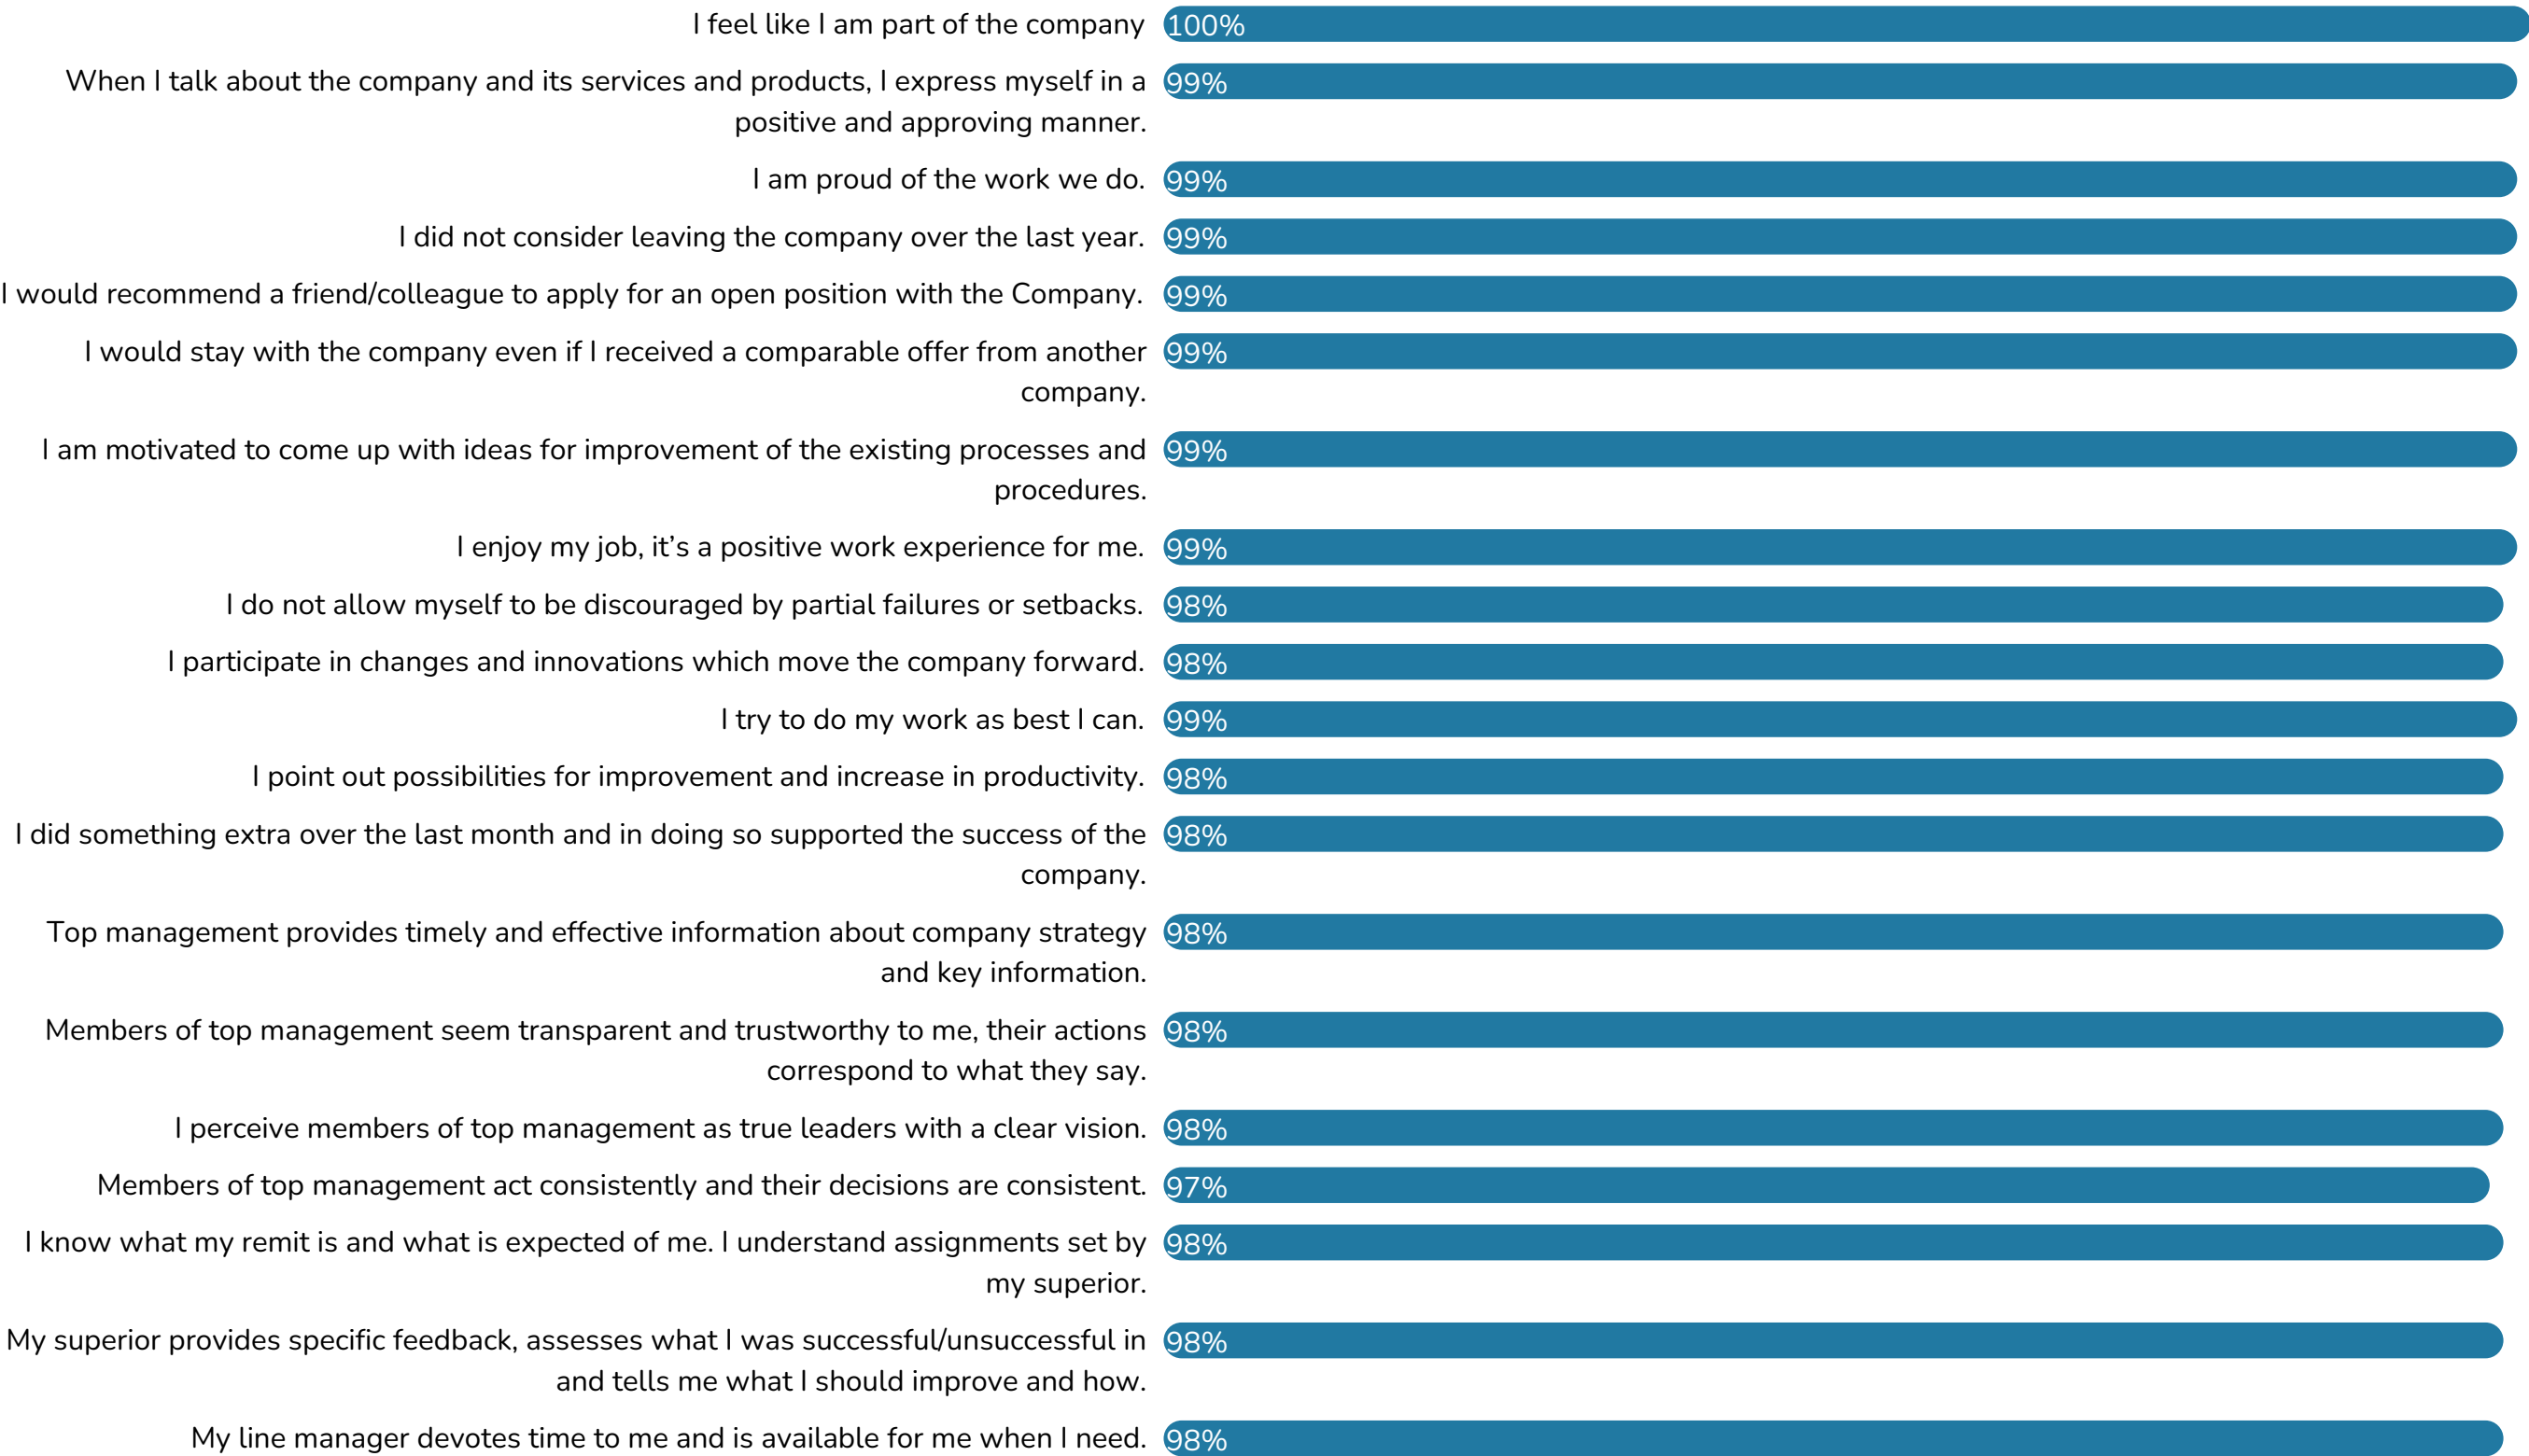 I feel like I am part of the company 100%
When I talk about the company and its services and products, I express myself in a 99%
positive and approving manner.
I am proud of the work we do. 99%
I did not consider leaving the company over the last year. 99%
I would recommend a friend/colleague to apply for an open position with the Company. 99%
I would stay with the company even if I received a comparable offer from another 99%
company.
I am motivated to come up with ideas for improvement of the existing processes and 99%
procedures.
I enjoy my job, it’s a positive work experience for me. 99%
I do not allow myself to be discouraged by partial failures or setbacks. 98%
I participate in changes and innovations which move the company forward. 98%
I try to do my work as best I can. 99%
I point out possibilities for improvement and increase in productivity. 98%
I did something extra over the last month and in doing so supported the success of the 98%
company.
Top management provides timely and effective information about company strategy 98%
and key information.
Members of top management seem transparent and trustworthy to me, their actions 98%
correspond to what they say.
I perceive members of top management as true leaders with a clear vision. 98%
Members of top management act consistently and their decisions are consistent. 97%
I know what my remit is and what is expected of me. I understand assignments set by 98%
my superior.
My superior provides specific feedback, assesses what I was successful/unsuccessful in 98%
and tells me what I should improve and how.
My line manager devotes time to me and is available for me when I need. 98%